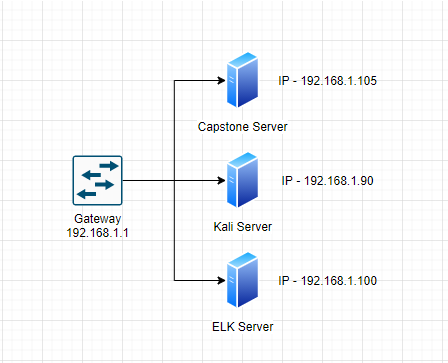 IP - 192.168.1.105
Capstone Server
IP - 192.168.1.90
Gateway
192.168.1.1
Kali Server
IP - 192.168.1.100
ELK Server